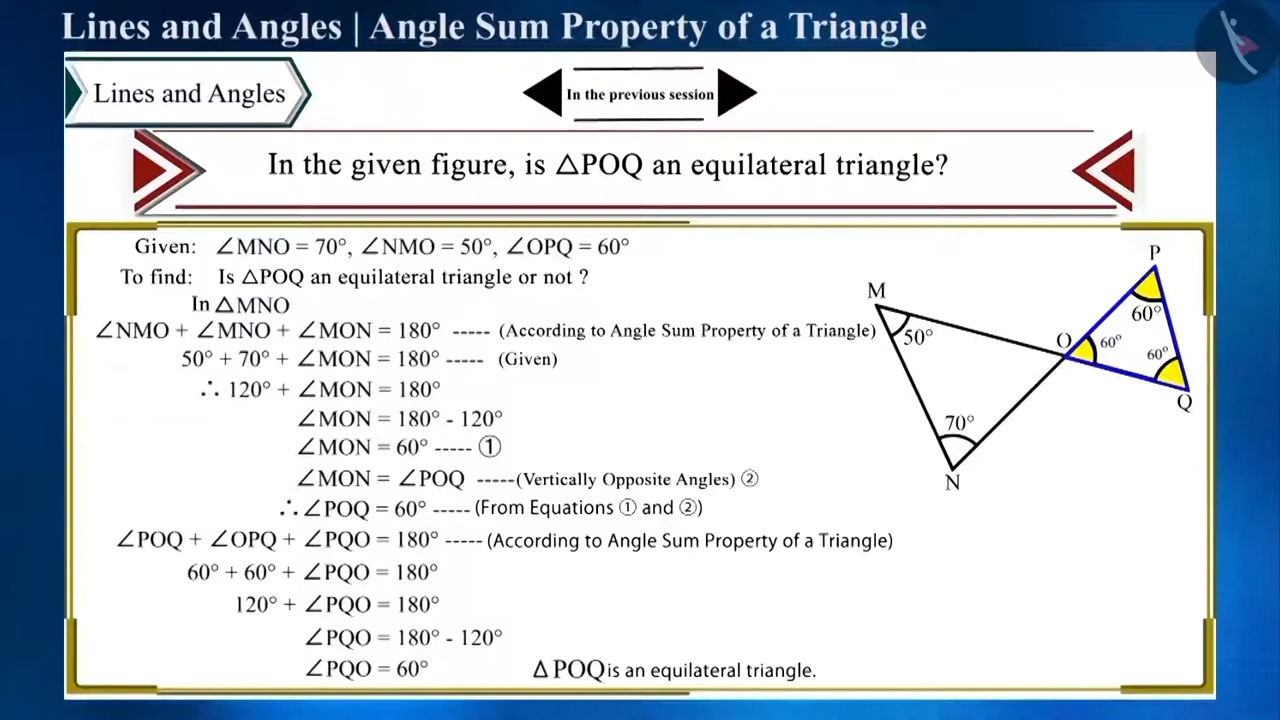 Lines and Angles | Angle Sum Property of a Triangle
Lines and Angles
In the previous session
In the given figure, is △POQ an equilateral triangle?
Given: ∠MNO = 70°, ∠NMO = 50°, ∠OPQ = 60°
To find: Is △POQ an equilateral triangle or not ?
In △MNO
∠NMO + ∠MNO + ∠MON = 180° ----- (According to Angle Sum Property of a Triangle)
50° + 70° + ∠MON = 180° ----- (Given)
∴ 120° + ∠MON = 180°
∠MON = 180° - 120°
∠MON = 60° ----- ①
∠MON = ∠POQ -----(Vertically Opposite Angles) ②
∴ ∠POQ = 60° ----- (From Equations ① and ②)
∠POQ + ∠OPQ + ∠PQO = 180° ----- (According to Angle Sum Property of a Triangle)
60° + 60° + ∠PQO = 180°
120° + ∠PQO = 180°
∠PQO = 180° - 120°
∠PQO = 60°
△ POQ is an equilateral triangle.
P
M
60°
50°
O
60°
60°
Q
70°
N